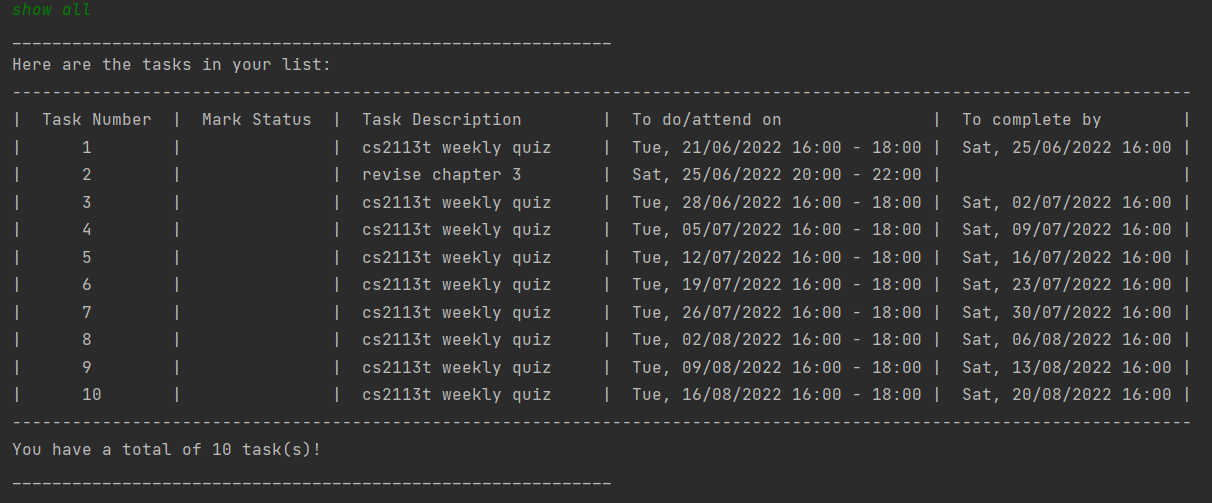 show all
____________________________________________________________
Here are the tasks in your list:
----------------------------------------------------------------------------------------------------------------------
|  Task Number  |  Mark Status  |  Task Description        |  To do/attend on               |  To complete by        |
|      1        |               |  cs2113t weekly quiz     |  Tue, 21/06/2022 16:00 - 18:00 |  Sat, 25/06/2022 16:00 |
|      2        |               |  revise chapter 3        |  Sat, 25/06/2022 20:00 - 22:00 |                        |
|      3        |               |  cs2113t weekly quiz     |  Tue, 28/06/2022 16:00 - 18:00 |  Sat, 02/07/2022 16:00 |
|      4        |               |  cs2113t weekly quiz     |  Tue, 05/07/2022 16:00 - 18:00 |  Sat, 09/07/2022 16:00 |
|      5        |               |  cs2113t weekly quiz     |  Tue, 12/07/2022 16:00 - 18:00 |  Sat, 16/07/2022 16:00 |
|      6        |               |  cs2113t weekly quiz     |  Tue, 19/07/2022 16:00 - 18:00 |  Sat, 23/07/2022 16:00 |
|      7        |               |  cs2113t weekly quiz     |  Tue, 26/07/2022 16:00 - 18:00 |  Sat, 30/07/2022 16:00 |
|      8        |               |  cs2113t weekly quiz     |  Tue, 02/08/2022 16:00 - 18:00 |  Sat, 06/08/2022 16:00 |
|      9        |               |  cs2113t weekly quiz     |  Tue, 09/08/2022 16:00 - 18:00 |  Sat, 13/08/2022 16:00 |
|      10       |               |  cs2113t weekly quiz     |  Tue, 16/08/2022 16:00 - 18:00 |  Sat, 20/08/2022 16:00 |
----------------------------------------------------------------------------------------------------------------------
You have a total of 10 task(s)!
____________________________________________________________